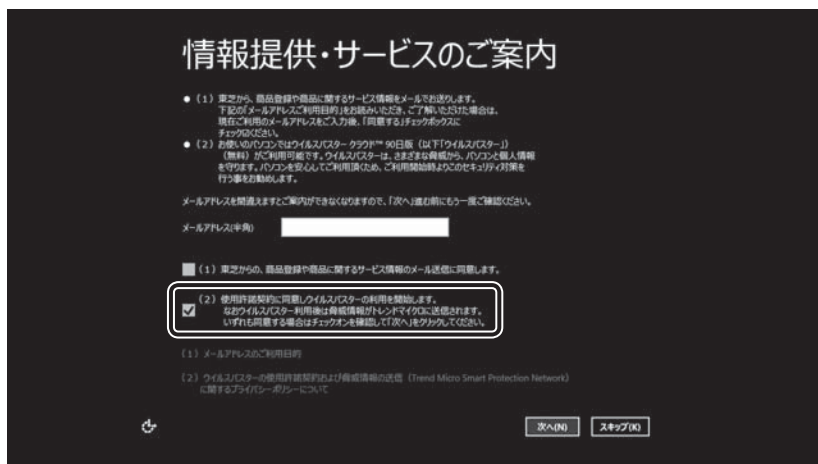 情報提供・サービスのご案内
● (1) 東芝から、商品登録や商品に関するサービス情報をメールでお送りします。
下記の「メールアドレスご利用目的」をお読みいただき、ご了解いただけた場合は、
現在ご利用のメールアドレスをご入力後、「同意する」チェックボックスに
チェックください。
● (2) お使いのパソコンではウイルスバスター クラウド™ 90日版（以下「ウイルスバスター」）
（無料）がご利用可能です。ウイルスバスターは、さまざまな脅威から、パソコンと個人情報
を守ります。パソコンを安心してご利用頂くため、ご利用開始時よりこのセキュリティ対策を
行う事をお勧めします。
メールアドレスを間違えますとご案内ができなくなりますので、「次へ」進む前にもう一度ご確認ください。
メールアドレス(半角)
(1) 東芝からの、商品登録や商品に関するサービス情報のメール送信に同意します。
(2) 使用許諾契約に同意しウイルスバスターの利用を開始します。
なおウイルスバスター利用後は脅威情報がトレンドマイクロに送信されます。
いずれも同意する場合はチェックオンを確認して「次へ」をクリックしてください。
(1) メールアドレスのご利用目的
(2) ウイルスバスターの使用許諾契約および脅威情報の送信（Trend Micro Smart Protection Network）
に関するプライバシーポリシーについて
次へ(N) スキップ(K)